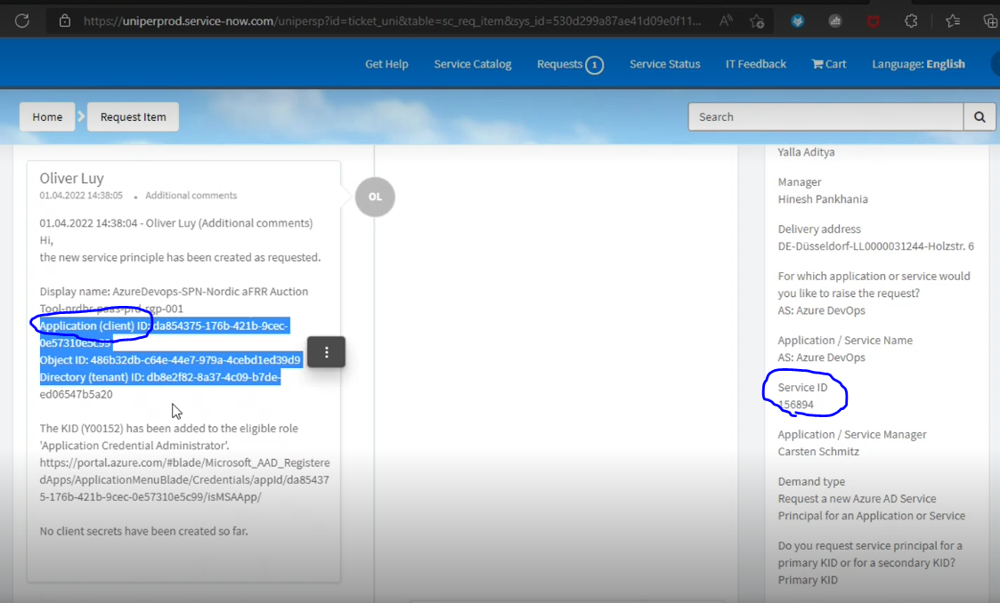 https://uniperprod.service-now.com/unipersp?id=ticket_uni&table=sc_req_item&sys_id=530d299a87ae41d09e0f11...
Get Help Service Catalog Requests 1 Service Status IT Feedback Cart Language: English
Home Request Item Search
Oliver Luy
01.04.2022 14:38:05 • Additional comments
OL
01.04.2022 14:38:04 - Oliver Luy (Additional comments)
Hi,
the new service principle has been created as requested.
Display name: AzureDevops-SPN-Nordic aFRR Auction
Tool-nrdbr-paas-prd-rgp-001
Application (client) ID: da854375-176b-421b-9cec-
0e57310e5c99
Object ID: 486b32db-c64e-44e7-979a-4cebd1ed39d9
Directory (tenant) ID: db8e2f82-8a37-4c09-b7de-
ed06547b5a20
The KID (Y00152) has been added to the eligible role
'Application Credential Administrator'.
https://portal.azure.com/#blade/Microsoft_AAD_Registere
dApps/ApplicationMenuBlade/Credentials/appId/da85437
5-176b-421b-9cec-0e57310e5c99/isMSAApp/
No client secrets have been created so far.
Yalla Aditya
Manager
Hinesh Pankhania
Delivery address
DE-Düsseldorf-LL0000031244-Holzstr. 6
For which application or service would
you like to raise the request?
AS: Azure DevOps
Application / Service Name
AS: Azure DevOps
Service ID
156894
Application / Service Manager
Carsten Schmitz
Demand type
Request a new Azure AD Service
Principal for an Application or Service
Do you request service principal for a
primary KID or for a secondary KID?
Primary KID